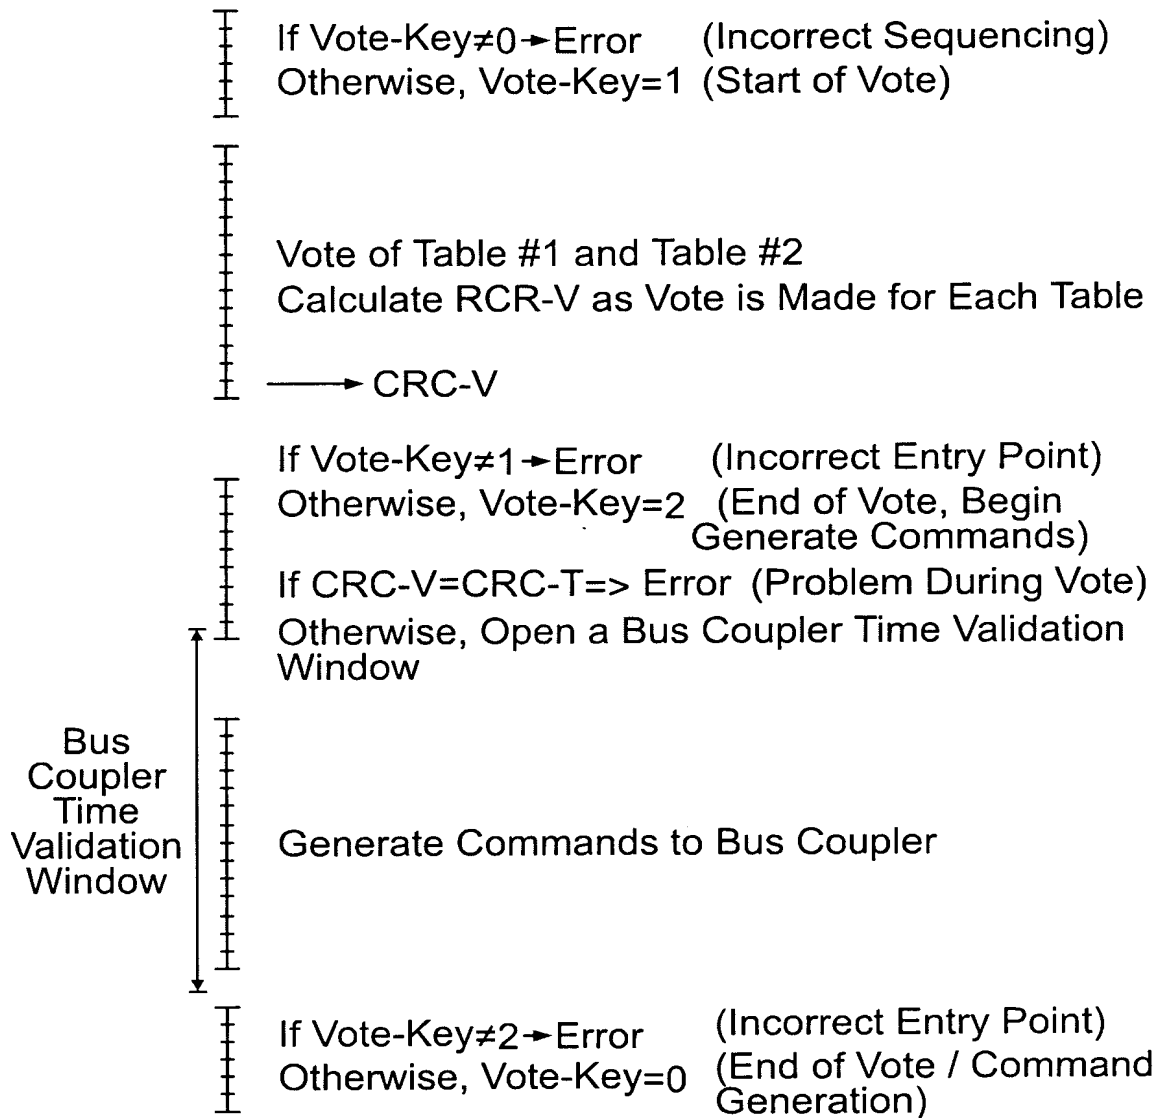 If Vote-Key≠0→Error (Incorrect Sequencing)
Otherwise, Vote-Key=1 (Start of Vote)
Vote of Table #1 and Table #2
Calculate RCR-V as Vote is Made for Each Table
→ CRC-V
If Vote-Key≠1→Error (Incorrect Entry Point)
Otherwise, Vote-Key=2 (End of Vote, Begin
Generate Commands)
If CRC-V=CRC-T=> Error (Problem During Vote)
Otherwise, Open a Bus Coupler Time Validation
Window
Bus
Coupler
Time
Validation
Window
Generate Commands to Bus Coupler
If Vote-Key≠2→Error (Incorrect Entry Point)
Otherwise, Vote-Key=0 (End of Vote / Command
Generation)